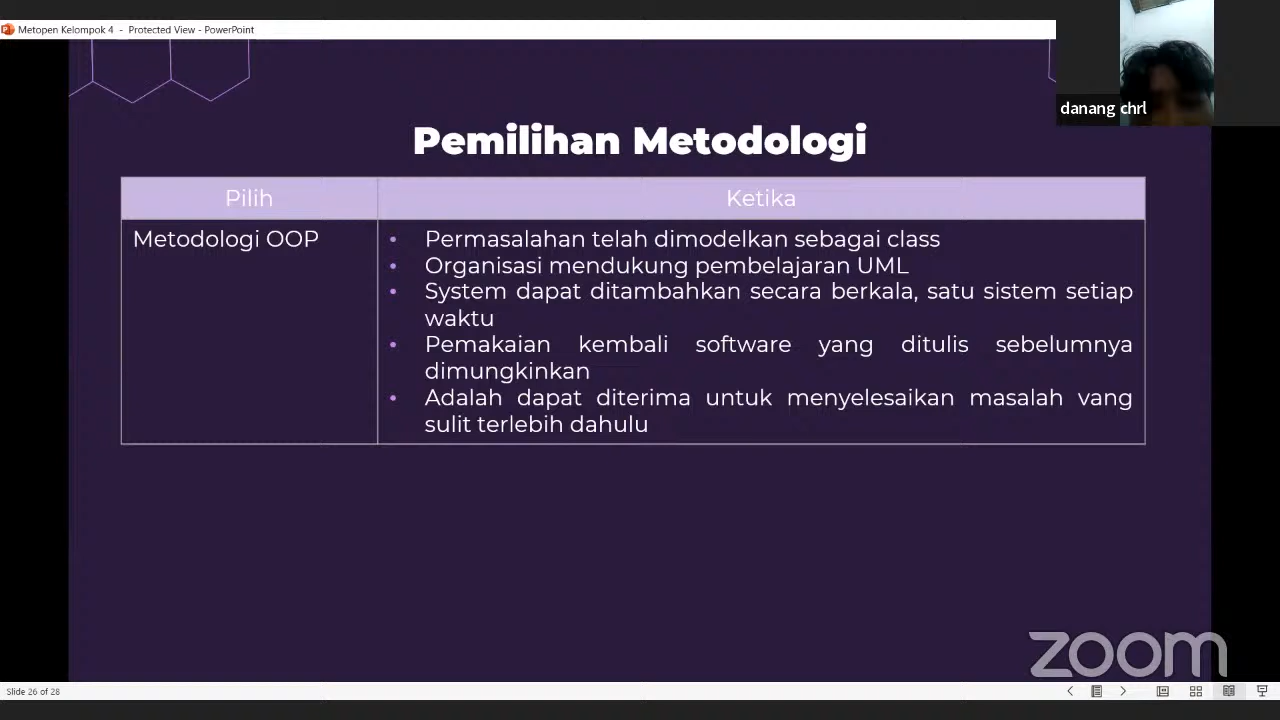 Metopen Kelompok 4 - Protected View - PowerPoint
danang chrl
Pemilihan Metodologi
Pilih
Ketika
Metodologi OOP
• Permasalahan telah dimodelkan sebagai class
• Organisasi mendukung pembelajaran UML
• System dapat ditambahkan secara berkala, satu sistem setiap
waktu
• Pemakaian kembali software yang ditulis sebelumnya
dimungkinkan
• Adalah dapat diterima untuk menyelesaikan masalah vang
sulit terlebih dahulu
zoom
Slide 26 of 28